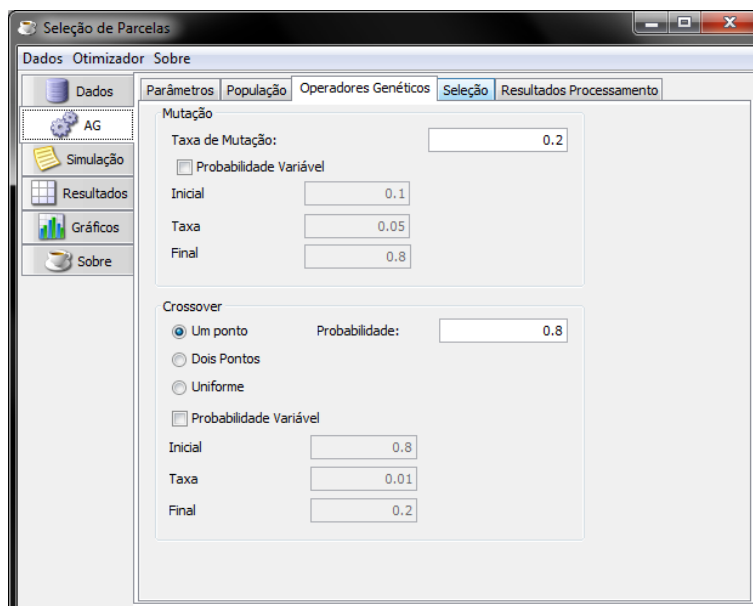 Seleção de Parcelas
Dados Otimizador Sobre
Dados
AG
Simulação
Resultados
Gráficos
Sobre
Parâmetros População Operadores Genéticos Seleção Resultados Processamento
Mutação
Taxa de Mutação: 0.2
Probabilidade Variável
Inicial 0.1
Taxa 0.05
Final 0.8
Crossover
Um ponto Probabilidade: 0.8
Dois Pontos
Uniforme
Probabilidade Variável
Inicial 0.8
Taxa 0.01
Final 0.2